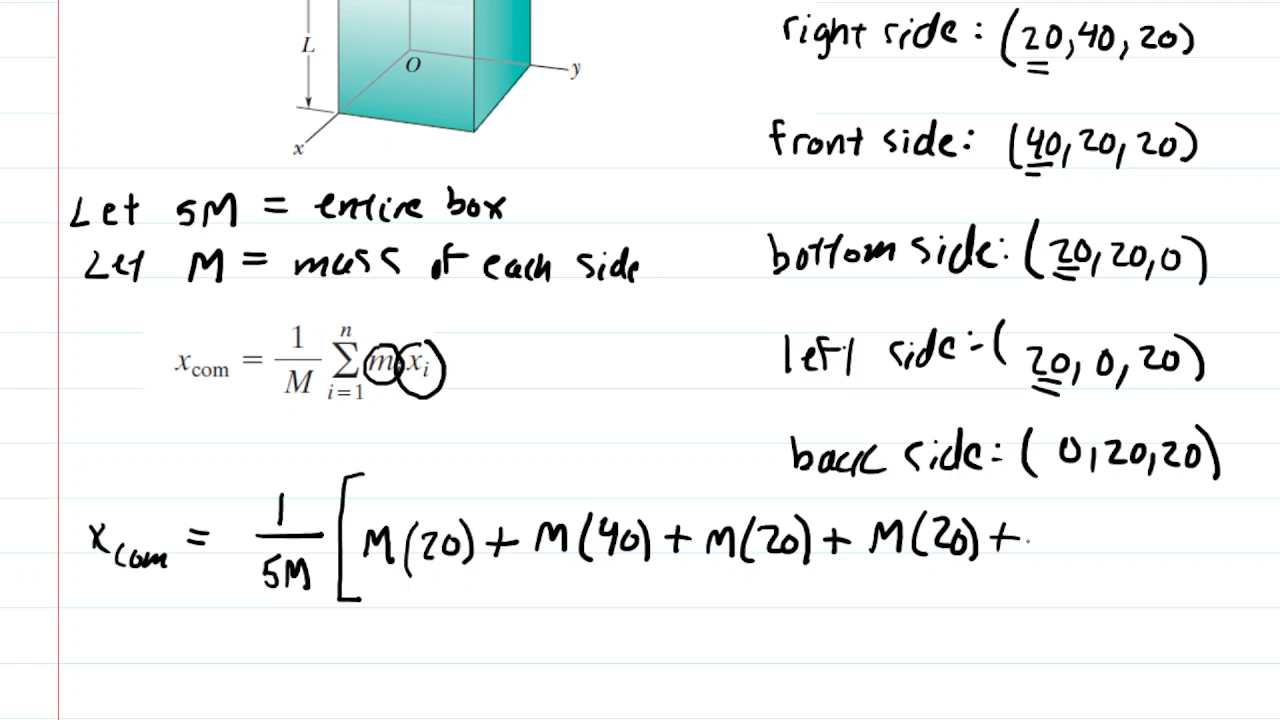 L
O
y
x
right side : (20,40,20)
front side: (40,20,20)
bottom side: (20,20,0)
left side:(20,0,20)
back side: (0,20,20)
Let 5M = entire box
Let M = mass of each side
x_com = 1/M ∑_{i=1}^{n} m x_i
x_com = 1/5M [ M(20) + M(40) + M(20) + M(20) +